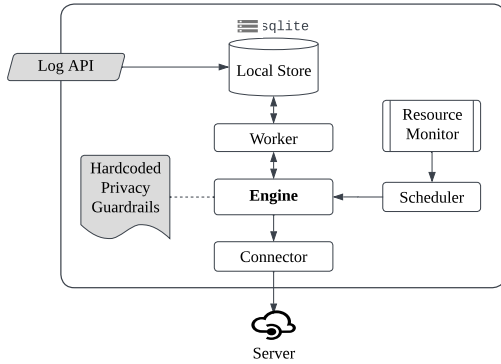 sqlite
Log API
Local Store
Resource
Monitor
Worker
Hardcoded
Privacy
Guardrails
Engine
Scheduler
Connector
Server